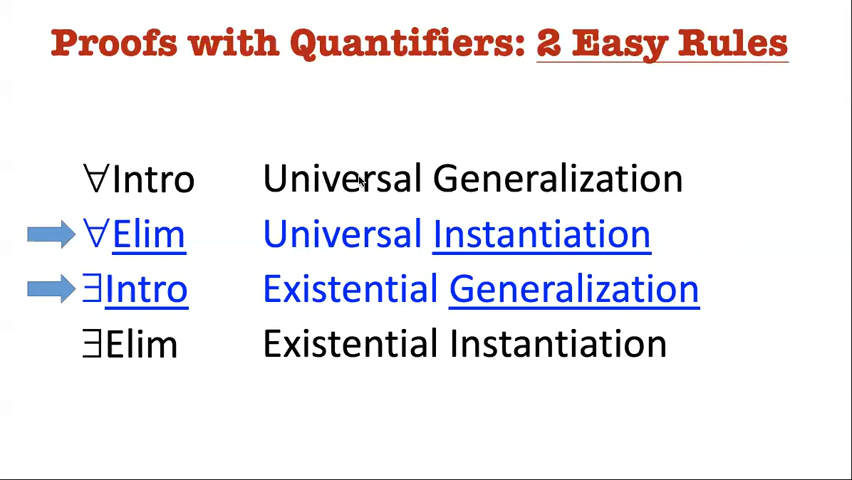 Proofs with Quantifiers: 2 Easy Rules
∀Intro Universal Generalization
∀Elim Universal Instantiation
∃Intro Existential Generalization
∃Elim Existential Instantiation